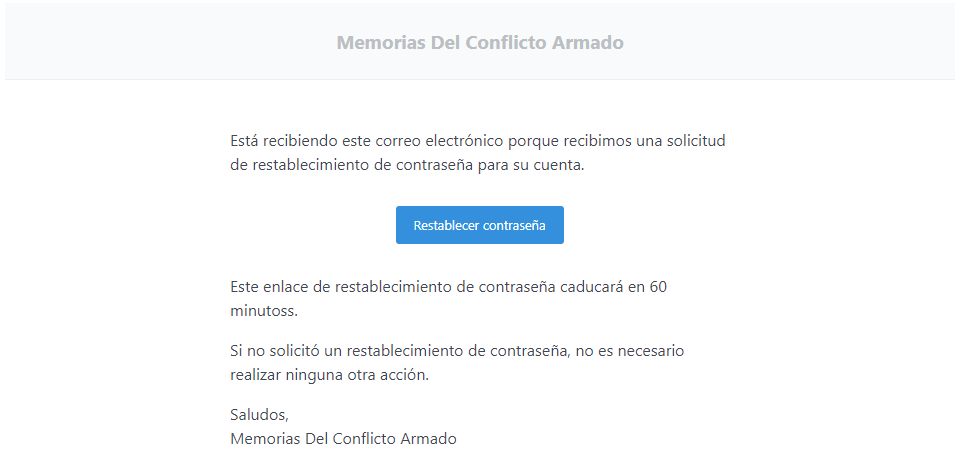 Memorias Del Conflicto Armado
Está recibiendo este correo electrónico porque recibimos una solicitud
de restablecimiento de contraseña para su cuenta.
Restablecer contraseña
Este enlace de restablecimiento de contraseña caducará en 60
minutoss.
Si no solicitó un restablecimiento de contraseña, no es necesario
realizar ninguna otra acción.
Saludos,
Memorias Del Conflicto Armado